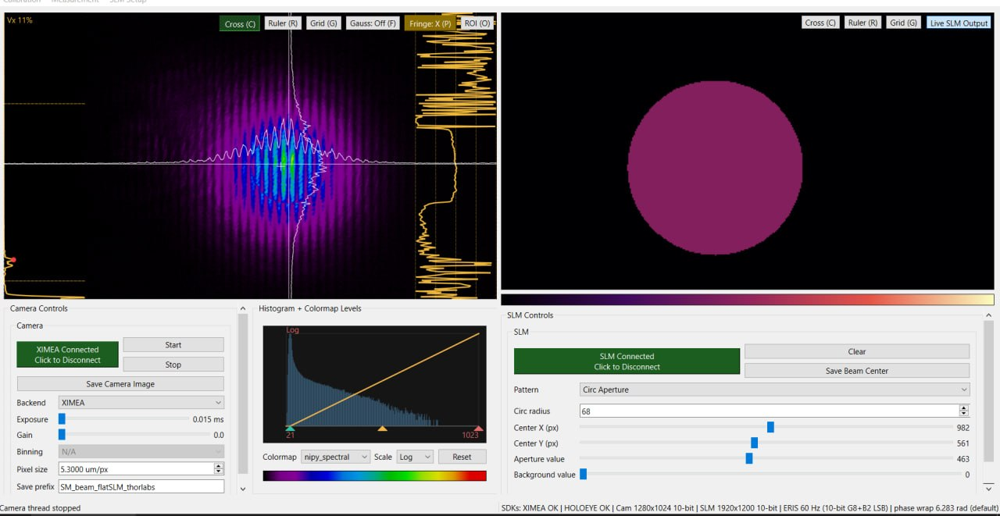 Calibration Measurement SLM Setup
Vx 11%
Cross (C) Ruler (R) Grid (G) Gauss: Off (F) Fringe: X (P) ROI (O)
Cross (C) Ruler (R) Grid (G) Live SLM Output
Camera Controls
Camera
XIMEA Connected
Click to Disconnect
Start
Stop
Save Camera Image
Backend XIMEA
Exposure 0.015 ms
Gain 0.0
Binning N/A
Pixel size 5.3000 um/px
Save prefix SM_beam_flatSLM_thorlabs
Histogram + Colormap Levels
Log
21 1023
Colormap nipy_spectral Scale Log Reset
SLM Controls
SLM
SLM Connected
Click to Disconnect
Clear
Save Beam Center
Pattern Circ Aperture
Circ radius 68
Center X (px) 982
Center Y (px) 561
Aperture value 463
Background value 0
Camera thread stopped
SDKs: XIMEA OK | HOLOEYE OK | Cam 1280x1024 10-bit | SLM 1920x1200 10-bit | ERIS 60 Hz (10-bit G8+B2 LSB) | phase wrap 6.283 rad (default)